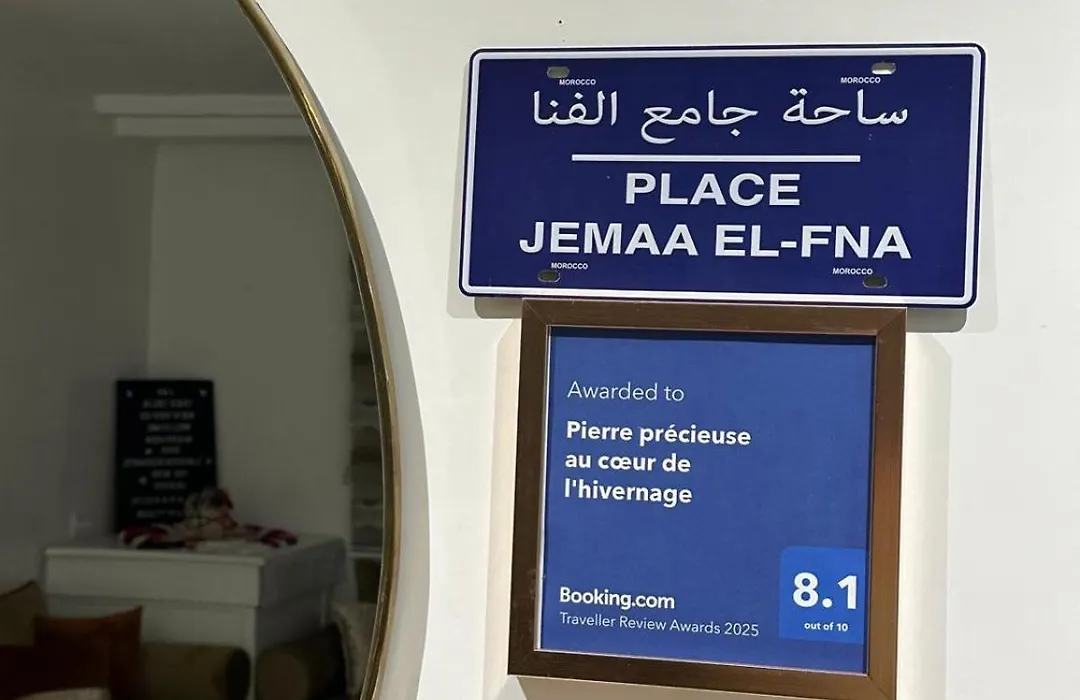 MOROCCO MOROCCO
ساحة جامع الفنا
PLACE
JEMAA EL-FNA
MOROCCO MOROCCO
Awarded to
Pierre précieuse
au cœur de
l'hivernage
8.1
out of 10
Booking.com
Traveller Review Awards 2025